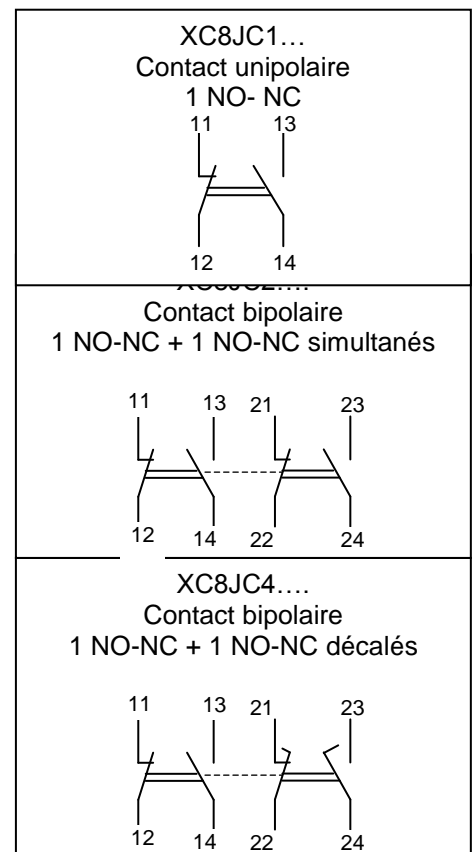 XC8JC1…
Contact unipolaire
1 NO- NC
11 13
12 14
Contact bipolaire
1 NO-NC + 1 NO-NC simultanés
11 13 21 23
12 14 22 24
XC8JC4….
Contact bipolaire
1 NO-NC + 1 NO-NC décalés
11 13 21 23
12 14 22 24